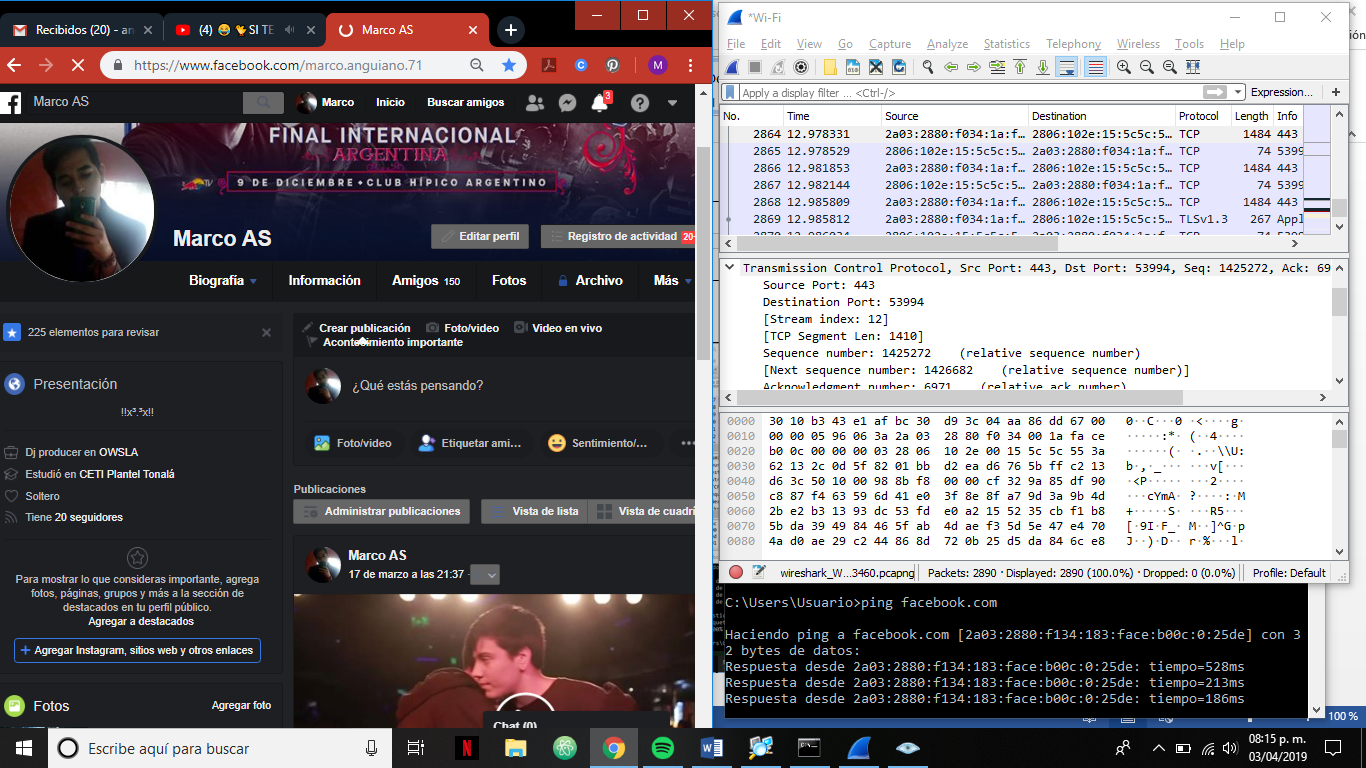 Recibidos (20) - an
(4) 😂 🐤 SI TE
Marco AS
https://www.facebook.com/marco.anguiano.71
M
Marco AS
Marco
Inicio
Buscar amigos
3
FINAL INTERNACIONAL
ARGENTINA
9 DE DICIEMBRE • CLUB HÍPICO ARGENTINO
Marco AS
Editar perfil
Registro de actividad
20+
Biografía
Información
Amigos 150
Fotos
Archivo
Más
225 elementos para revisar
Presentación
!!x³.³x!!
Dj producer en OWSLA
Estudió en CETI Plantel Tonalá
Soltero
Tiene 20 seguidores
Para mostrar lo que consideras importante, agrega
fotos, páginas, grupos y más a la sección de
destacados en tu perfil público.
Agregar a destacados
+ Agregar Instagram, sitios web y otros enlaces
Fotos
Agregar foto
Crear publicación
Foto/video
Video en vivo
Acontecimiento importante
¿Qué estás pensando?
Foto/video
Etiquetar ami...
Sentimiento/...
Publicaciones
Administrar publicaciones
Vista de lista
Vista de cuadrí
Marco AS
17 de marzo a las 21:37
Chat (0)
*Wi-Fi
File Edit View Go Capture Analyze Statistics Telephony Wireless Tools Help
Apply a display filter ... <Ctrl-/>
Expression...
+
No. Time Source Destination Protocol Length Info
2864 12.978331 2a03:2880:f034:1a:f... 2806:102e:15:5c5c:5... TCP 1484 443
2865 12.978529 2806:102e:15:5c5c:5... 2a03:2880:f034:1a:f... TCP 74 5399
2866 12.981853 2a03:2880:f034:1a:f... 2806:102e:15:5c5c:5... TCP 1484 443
2867 12.982144 2806:102e:15:5c5c:5... 2a03:2880:f034:1a:f... TCP 74 5399
2868 12.985809 2a03:2880:f034:1a:f... 2806:102e:15:5c5c:5... TCP 1484 443
2869 12.985812 2a03:2880:f034:1a:f... 2806:102e:15:5c5c:5... TLSv1.3 267 Appl
Transmission Control Protocol, Src Port: 443, Dst Port: 53994, Seq: 1425272, Ack: 69
Source Port: 443
Destination Port: 53994
[Stream index: 12]
[TCP Segment Len: 1410]
Sequence number: 1425272 (relative sequence number)
[Next sequence number: 1426682 (relative sequence number)]
Acknowledgment number: 6971 (relative ack number)
0000 30 10 b3 43 e1 af bc 30 d9 3c 04 aa 86 dd 67 00 0··C···0 ·<····g·
0010 00 00 05 96 06 3a 2a 03 28 80 f0 34 00 1a fa ce ·····:*· (··4····
0020 b0 0c 00 00 00 03 28 06 10 2e 00 15 5c 5c 55 3a ······(· ·.··\\U:
0030 62 13 2c 0d 5f 82 01 bb d2 ea d6 76 5b ff c2 13 b·,·_··· ···v[···
0040 d6 3c 50 10 00 98 8b f8 00 00 cf 32 9a 85 df 90 ·<P····· ···2····
0050 c8 87 f4 63 59 6d 41 e0 3f 8e 8f a7 9d 3a 9b 4d ···cYmA· ?····:·M
0060 2b e2 b3 13 93 dc 53 fd e0 a2 15 52 35 cb f1 b8 +·····S· ···R5···
0070 5b da 39 49 84 46 5f ab 4d ae f3 5d 5e 47 e4 70 [·9I·F_· M··]^G·p
0080 4a d0 ae 29 c2 44 86 8d 72 0b 25 d5 da 84 6c e8 J··)·D·· r·%···l·
wireshark_W...3460.pcapng
Packets: 2890 · Displayed: 2890 (100.0%) · Dropped: 0 (0.0%)
Profile: Default
C:\Users\Usuario>ping facebook.com
Haciendo ping a facebook.com [2a03:2880:f134:183:face:b00c:0:25de] con 3
2 bytes de datos:
Respuesta desde 2a03:2880:f134:183:face:b00c:0:25de: tiempo=528ms
Respuesta desde 2a03:2880:f134:183:face:b00c:0:25de: tiempo=213ms
Respuesta desde 2a03:2880:f134:183:face:b00c:0:25de: tiempo=186ms
100 %
Escribe aquí para buscar
08:15 p. m.
03/04/2019